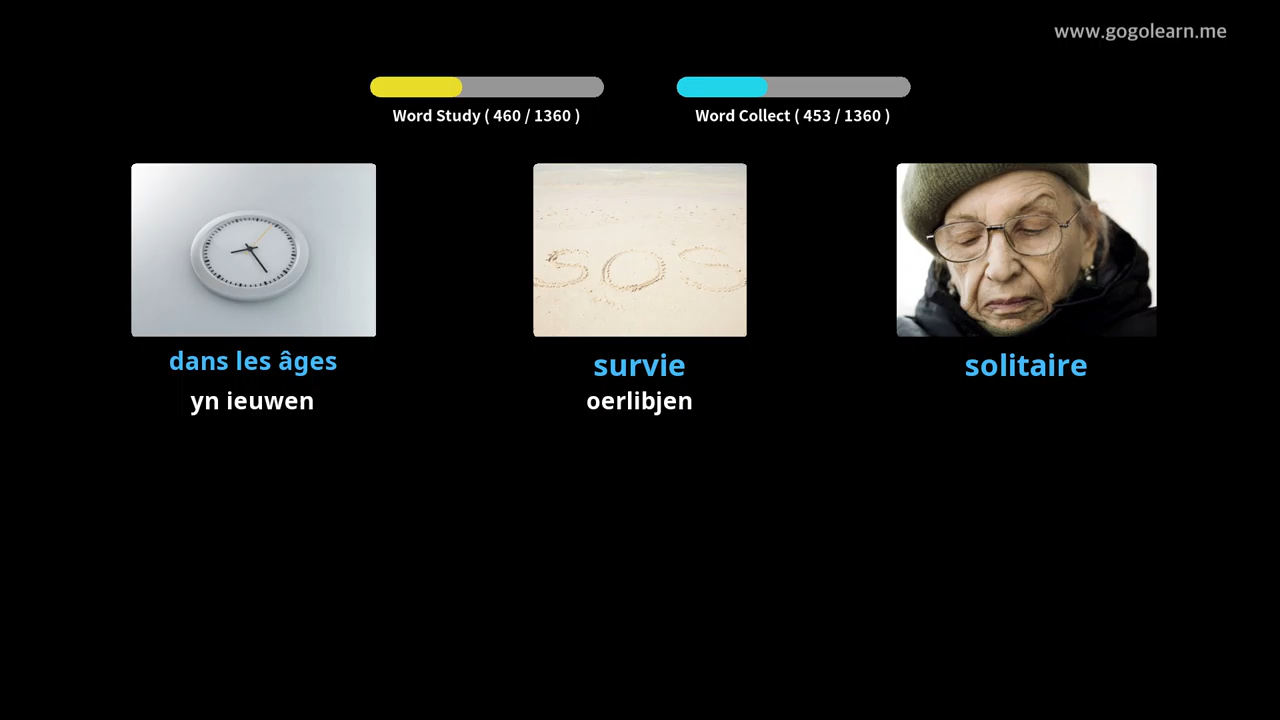 www.gogolearn.me
Word Study ( 460 / 1360 )
Word Collect ( 453 / 1360 )
SOS
dans les âges
survie
solitaire
yn ieuwen
oerlibjen